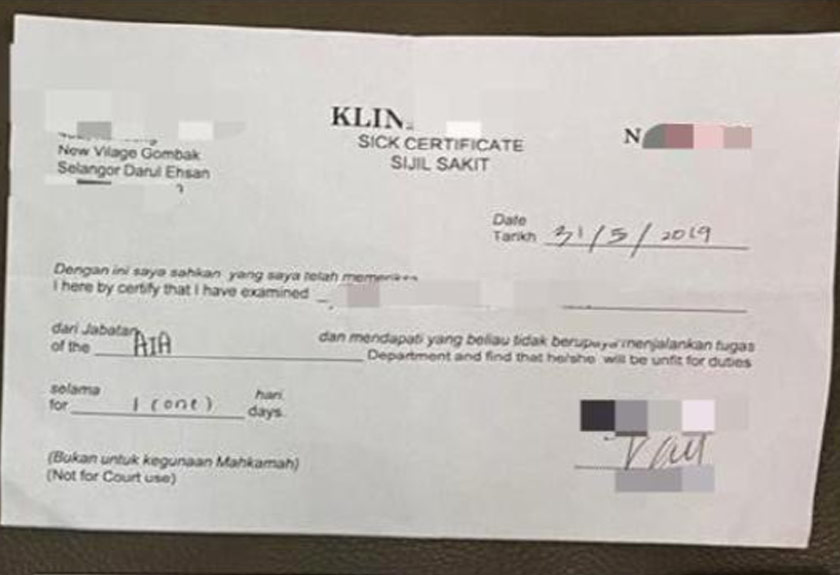 KLIN
N
SICK CERTIFICATE
SIJIL SAKIT
New Vilage Gombak
Selangor Darul Ehsan
Date
Tarikh 31/5/2019
Dengan ini saya sahkan yang saya telah memeriksa
I here by certify that I have examined
dari Jabatan dan mendapati yang beliau tidak berupaya menjalankan tugas
of the AIA Department and find that he/she will be unfit for duties
selama hari
for 1 (one) days
(Bukan untuk kegunaan Mahkamah)
(Not for Court use)